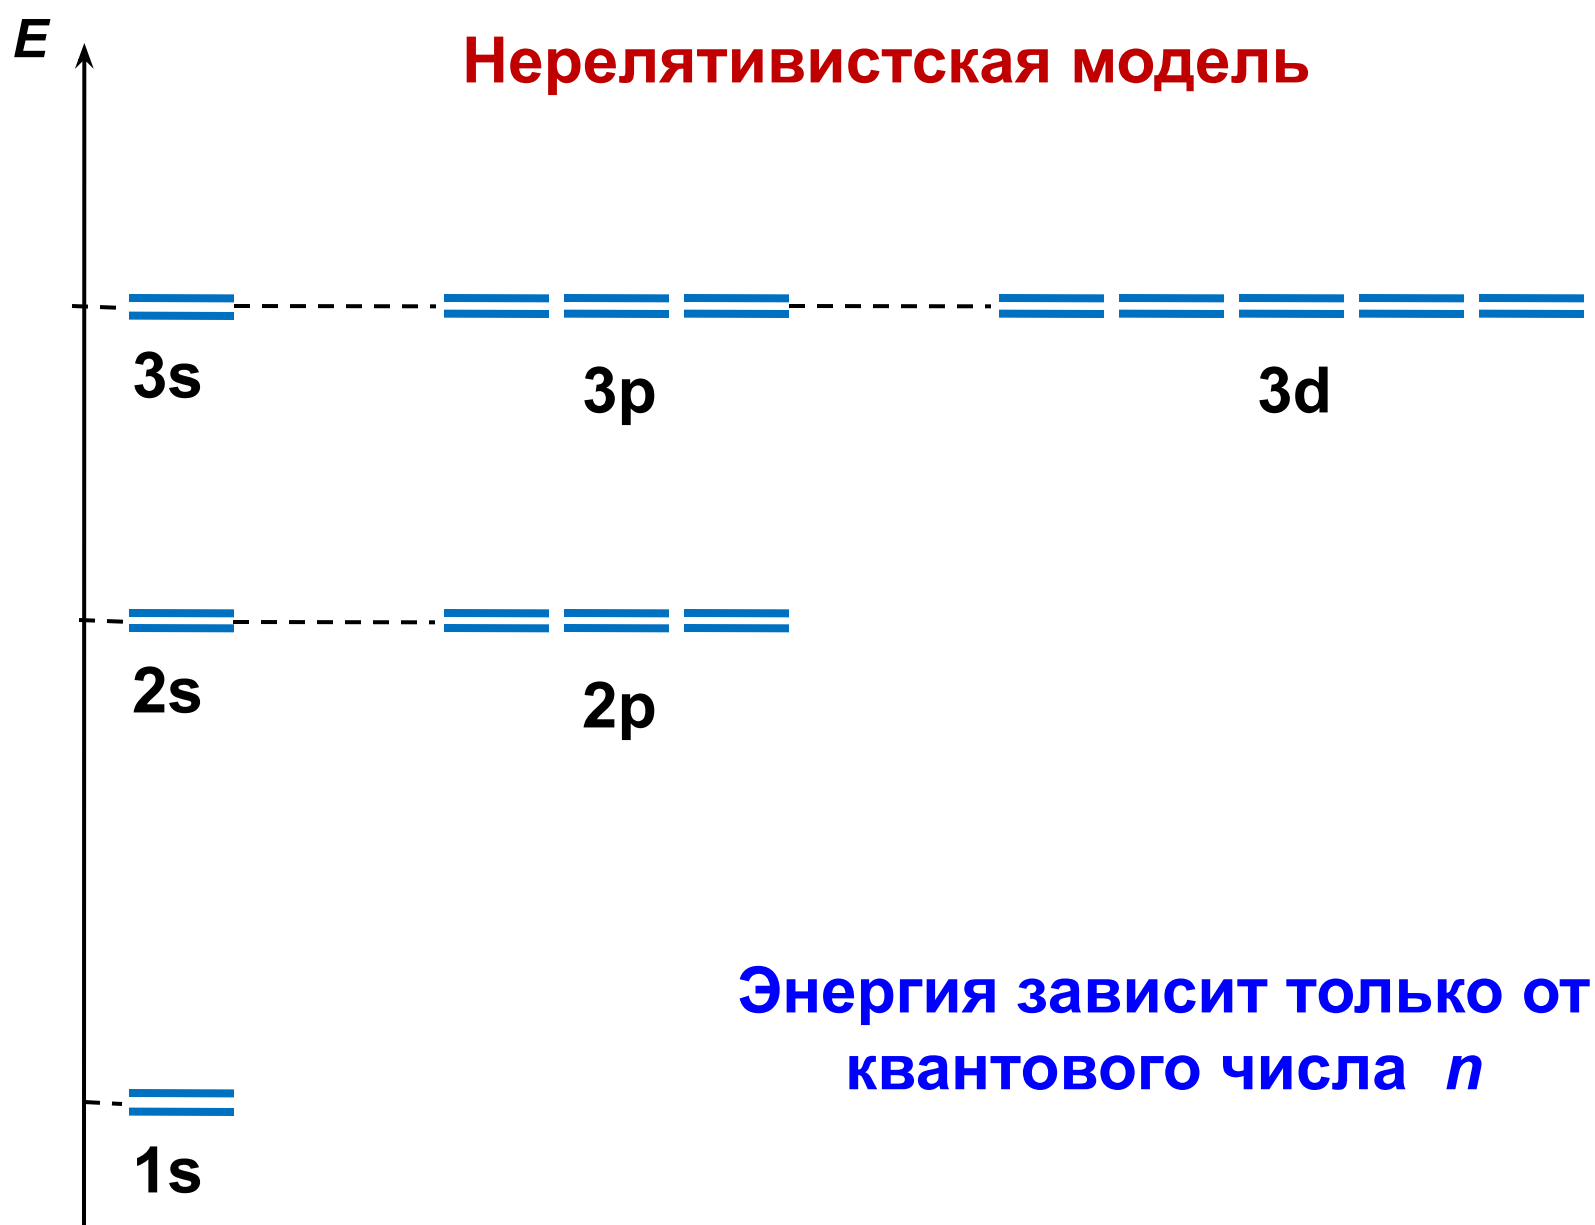 E
Нерелятивистская модель
3s
3p
3d
2s
2p
Энергия зависит только от
квантового числа n
1s